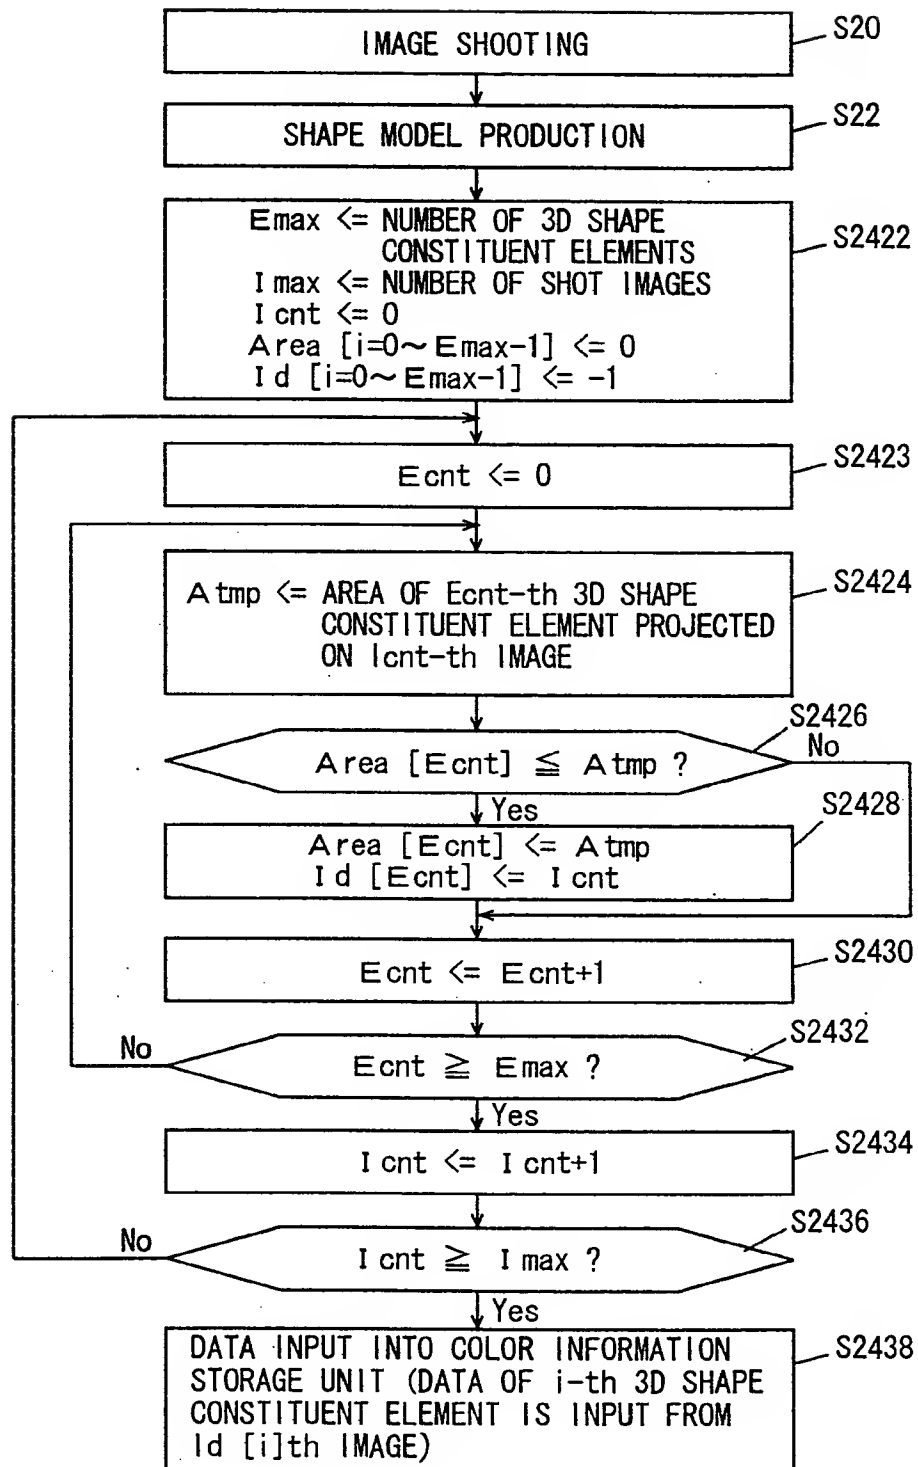 IMAGE SHOOTING
S20
SHAPE MODEL PRODUCTION
S22
Emax <= NUMBER OF 3D SHAPE
CONSTITUENT ELEMENTS
Imax <= NUMBER OF SHOT IMAGES
Icnt <= 0
Area [i=0~Emax-1] <= 0
Id [i=0~Emax-1] <= -1
S2422
Ecnt <= 0
S2423
Atmp <= AREA OF Ecnt-th 3D SHAPE
CONSTITUENT ELEMENT PROJECTED
ON Icnt-th IMAGE
S2424
S2426
Area [Ecnt] ≦ Atmp ?
No
Yes
S2428
Area [Ecnt] <= Atmp
Id [Ecnt] <= Icnt
Ecnt <= Ecnt+1
S2430
S2432
No
Ecnt ≧ Emax ?
Yes
Icnt <= Icnt+1
S2434
S2436
No
Icnt ≧ Imax ?
Yes
DATA INPUT INTO COLOR INFORMATION
STORAGE UNIT (DATA OF i-th 3D SHAPE
CONSTITUENT ELEMENT IS INPUT FROM
Id [i]th IMAGE)
S2438